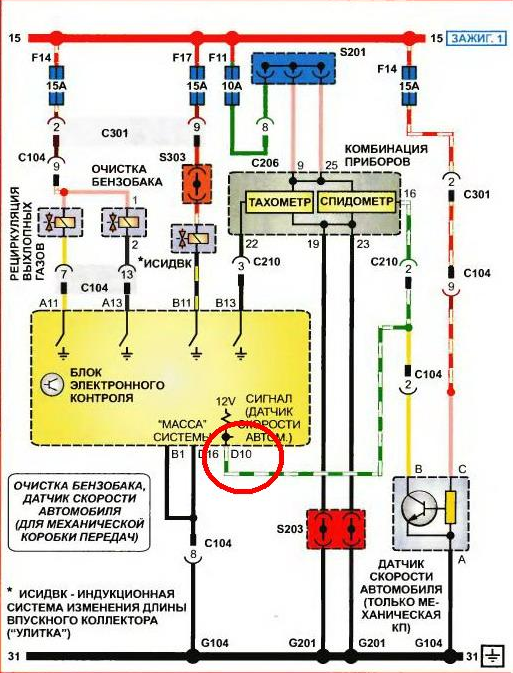 15
15
ЗАЖИГ. 1
F14
15A
F17
15A
F11
10A
S201
F14
15A
2
C301
9
8
C104
9
ОЧИСТКА
БЕНЗОБАКА
S303
C206
9
25
КОМБИНАЦИЯ
ПРИБОРОВ
2
C301
РЕЦИРКУЛЯЦИЯ
ВЫХЛОПНЫХ
ГАЗОВ
1
2
ТАХОМЕТР
СПИДОМЕТР
16
22
19
23
*ИСИДВК
7
13
3
C210
C210
2
C104
9
C104
A11
A13
B11
B13
БЛОК
ЭЛЕКТРОННОГО
КОНТРОЛЯ
12V
СИГНАЛ
(ДАТЧИК
СКОРОСТИ
АВТОМ.)
"МАССА"
СИСТЕМЫ
B1
D16
D10
C104
2
B
C
A
ОЧИСТКА БЕНЗОБАКА,
ДАТЧИК СКОРОСТИ
АВТОМОБИЛЯ
(ДЛЯ МЕХАНИЧЕСКОЙ
КОРОБКИ ПЕРЕДАЧ)
C104
8
S203
ДАТЧИК
СКОРОСТИ
АВТОМОБИЛЯ
(ТОЛЬКО МЕ-
ХАНИЧЕСКАЯ
КП)
* ИСИДВК - ИНДУКЦИОННАЯ
СИСТЕМА ИЗМЕНЕНИЯ ДЛИНЫ
ВПУСКНОГО КОЛЛЕКТОРА
("УЛИТКА")
G104
G201
G201
G104
31
31